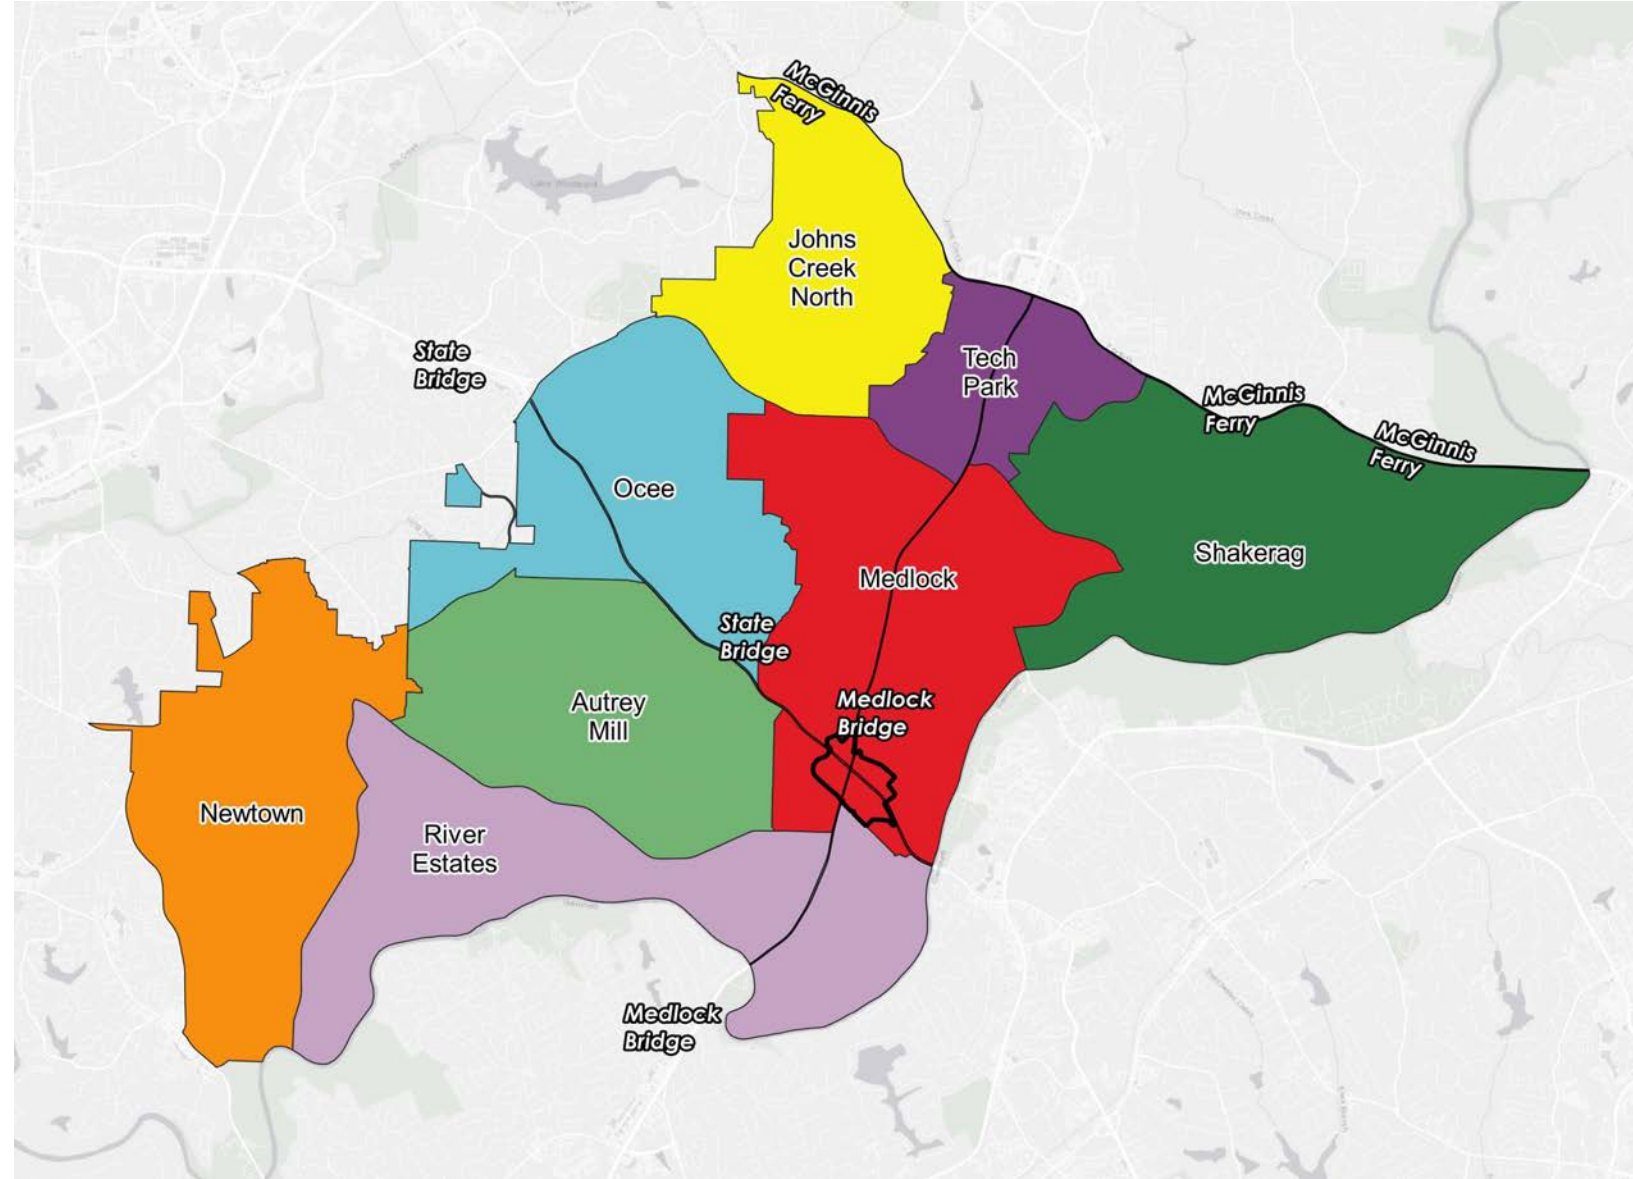 McGinnis
Ferry
Johns
Creek
North
State
Bridge
Tech
Park
McGinnis
Ferry
McGinnis
Ferry
Ocee
Shakerag
Medlock
State
Bridge
Autrey
Mill
Medlock
Bridge
Newtown
River
Estates
Medlock
Bridge